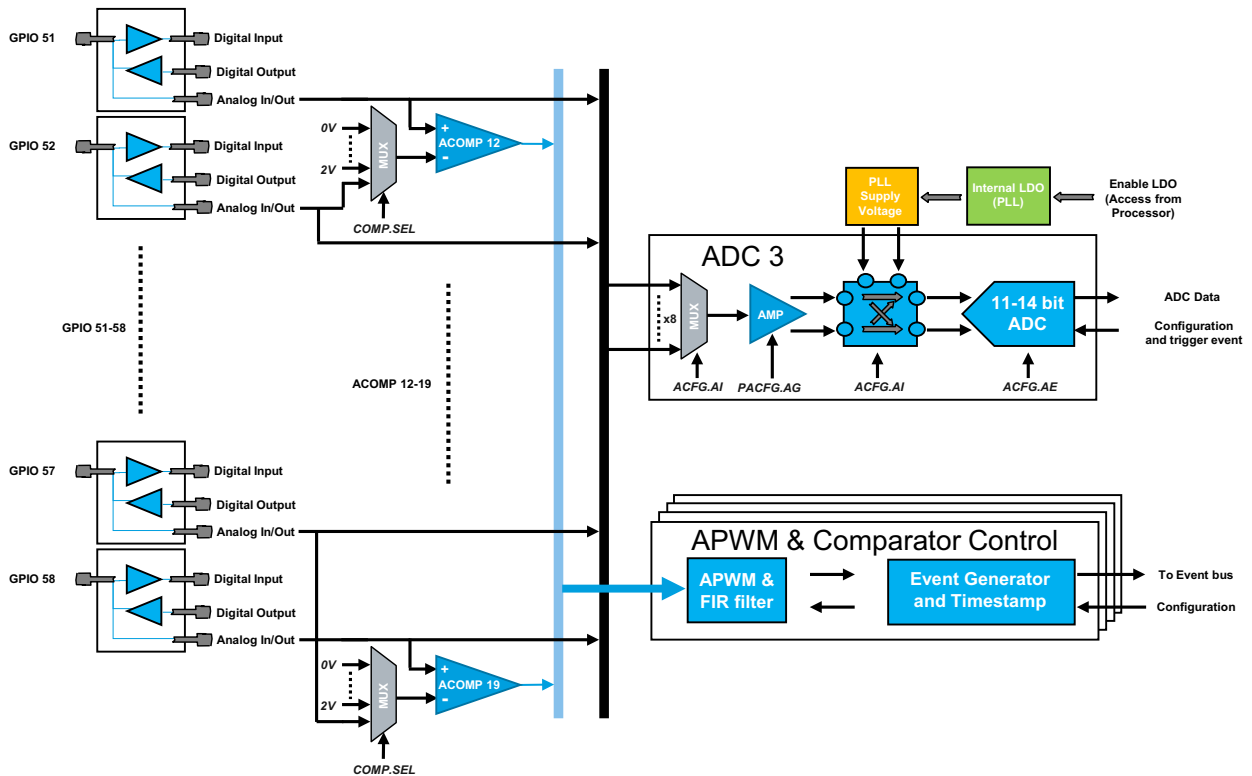 GPIO 51
Digital Input
Digital Output
Analog In/Out
GPIO 52
Digital Input
Digital Output
Analog In/Out
0V
2V
MUX
COMP.SEL
+
ACOMP 12
-
GPIO 51-58
ACOMP 12-19
GPIO 57
Digital Input
Digital Output
Analog In/Out
GPIO 58
Digital Input
Digital Output
Analog In/Out
0V
2V
MUX
COMP.SEL
+
ACOMP 19
-
PLL
Supply
Voltage
Internal LDO
(PLL)
Enable LDO
(Access from
Processor)
ADC 3
x8
MUX
AMP
11-14 bit
ADC
ADC Data
Configuration
and trigger event
ACFG.AI
PACFG.AG
ACFG.AI
ACFG.AE
APWM & Comparator Control
APWM &
FIR filter
Event Generator
and Timestamp
To Event bus
Configuration